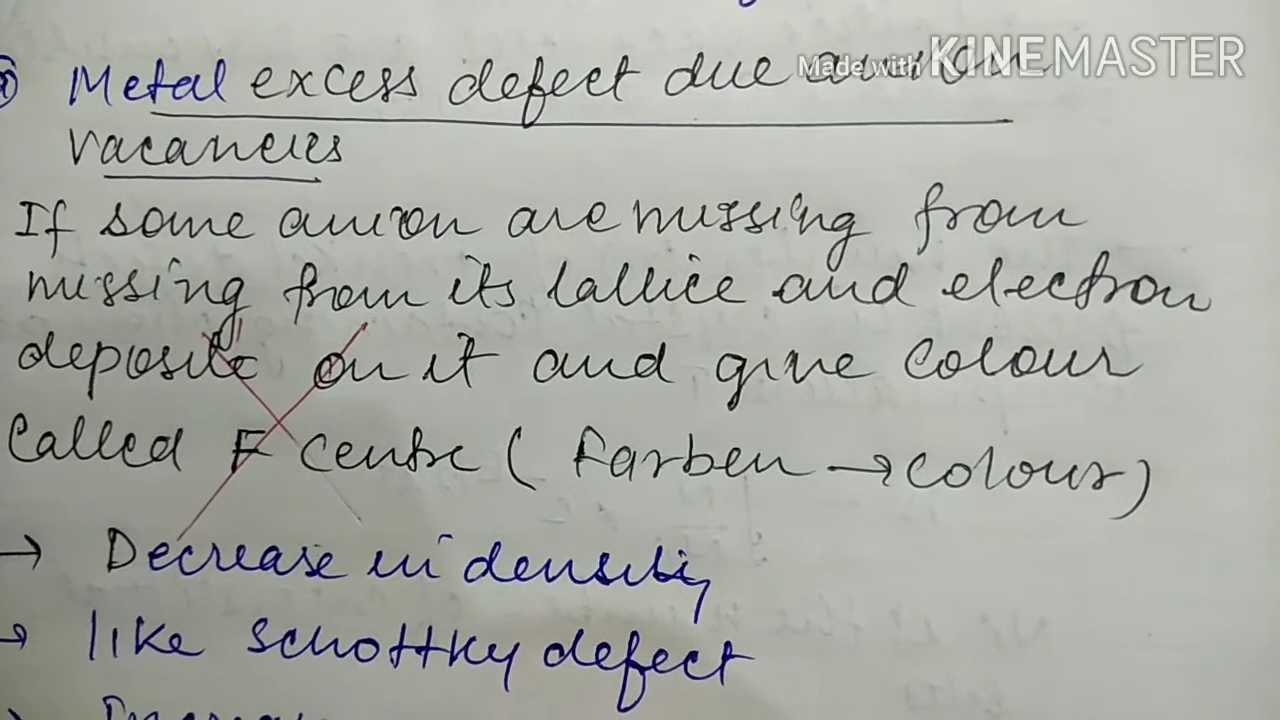 Metal excess defect due anion
Made with KINEMASTER
vacancies
If some anion are missing from
missing from its lattice and electron
deposite on it and give colour
called F centre ( Farben → colour)
→ Decrease in density
→ like schottky defect